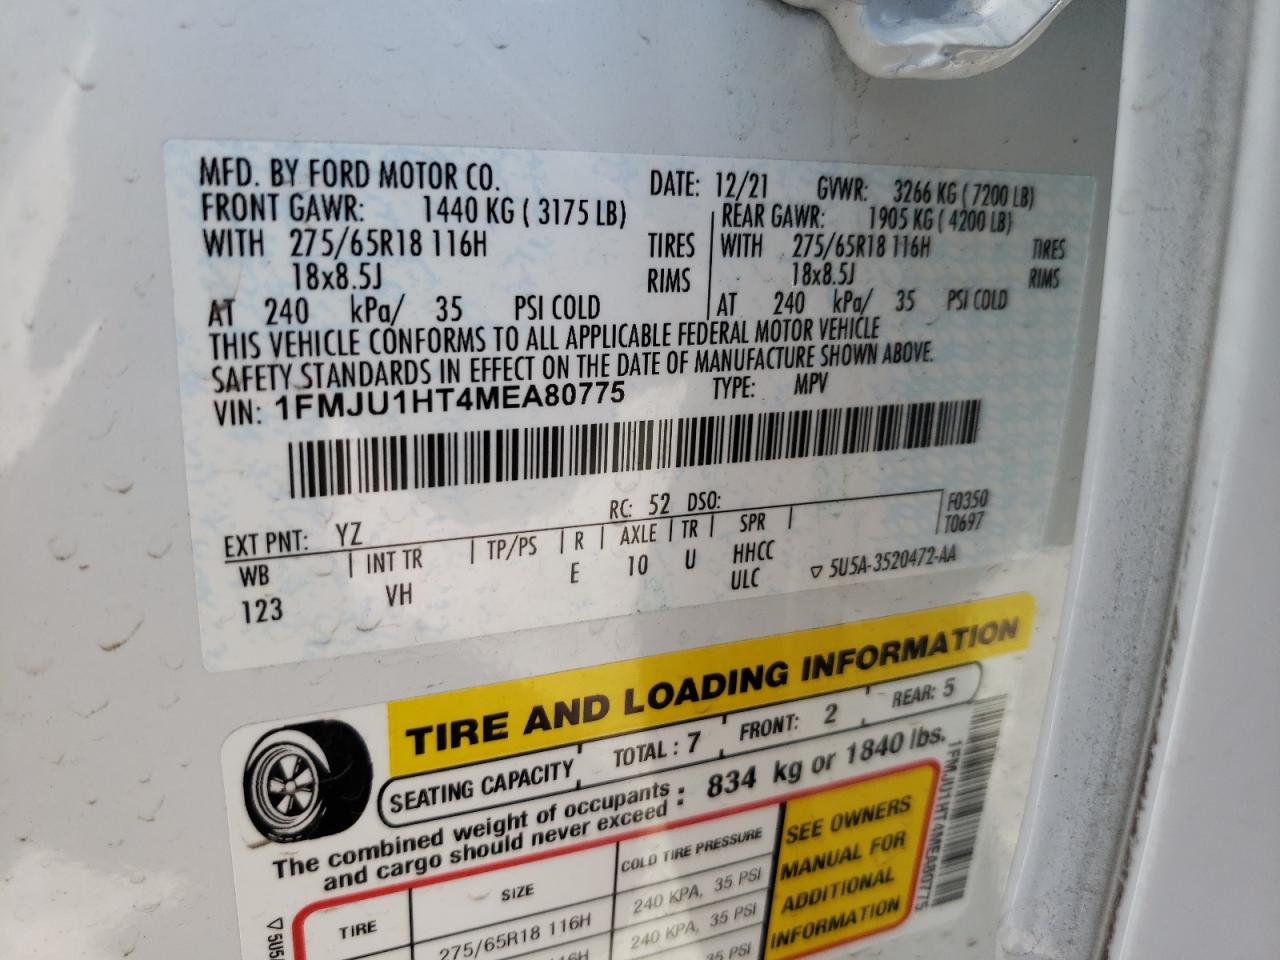 MFD. BY FORD MOTOR CO. DATE: 12/21 GVWR: 3266 KG ( 7200 LB)
FRONT GAWR: 1440 KG ( 3175 LB) REAR GAWR: 1905 KG ( 4200 LB)
WITH 275/65R18 116H TIRES WITH 275/65R18 116H TIRES
18x8.5J RIMS 18x8.5J RIMS
AT 240 kPa/ 35 PSI COLD AT 240 kPa/ 35 PSI COLD
THIS VEHICLE CONFORMS TO ALL APPLICABLE FEDERAL MOTOR VEHICLE
SAFETY STANDARDS IN EFFECT ON THE DATE OF MANUFACTURE SHOWN ABOVE.
VIN: 1FMJU1HT4MEA80775 TYPE: MPV
EXT PNT: YZ RC: 52 DSO: F0350
WB INT TR TP/PS R AXLE TR SPR T0697
123 VH E 10 U HHCC
ULC ▽ 5U5A-3520472-AA
TIRE AND LOADING INFORMATION
SEATING CAPACITY TOTAL : 7 FRONT: 2 REAR: 5
The combined weight of occupants
and cargo should never exceed : 834 kg or 1840 lbs.
TIRE SIZE COLD TIRE PRESSURE
275/65R18 116H 240 KPA, 35 PSI
116H 240 KPA, 35 PSI
35 PSI
SEE OWNERS
MANUAL FOR
ADDITIONAL
INFORMATION
1FMJU1HT4MEA80775
▽ 5U5